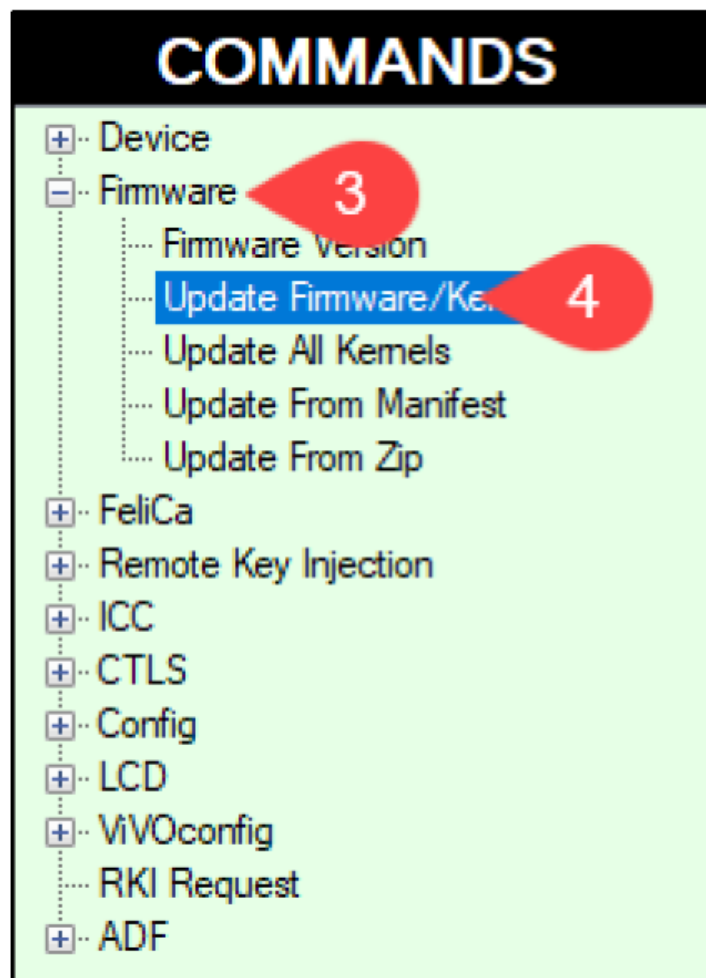 COMMANDS
Device
Firmware 3
Firmware Version
Update Firmware/Ke 4
Update All Kernels
Update From Manifest
Update From Zip
FeliCa
Remote Key Injection
ICC
CTLS
Config
LCD
ViVOconfig
RKI Request
ADF